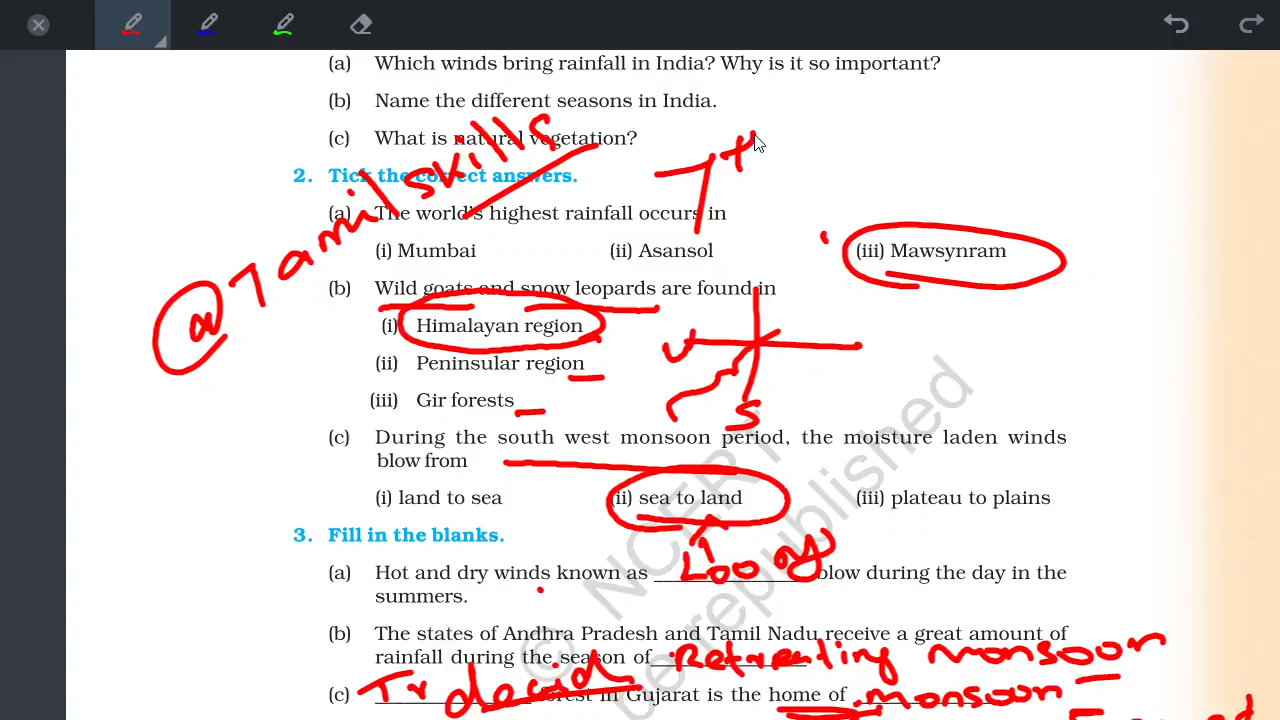 (a) Which winds bring rainfall in India? Why is it so important?
(b) Name the different seasons in India.
(c) What is natural vegetation?
2. Tick the correct answers.
(a) The world's highest rainfall occurs in
(i) Mumbai (ii) Asansol (iii) Mawsynram
(b) Wild goats and snow leopards are found in
(i) Himalayan region
(ii) Peninsular region
(iii) Gir forests
(c) During the south west monsoon period, the moisture laden winds
blow from
(i) land to sea (ii) sea to land (iii) plateau to plains
3. Fill in the blanks.
(a) Hot and dry winds known as ______ blow during the day in the
summers.
(b) The states of Andhra Pradesh and Tamil Nadu receive a great amount of
rainfall during the season of Retreating monsoon
(c) ______ forest in Gujarat is the home of monsoon
@Tamilskills
S
© NCERT
be republished